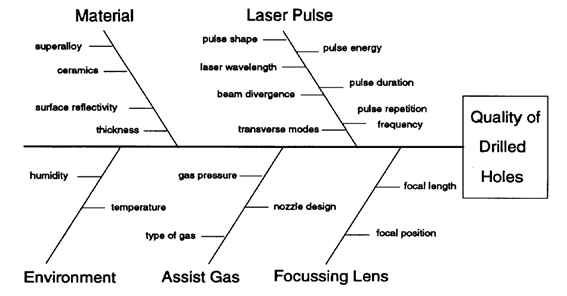 Material
Laser Pulse
superalloy
ceramics
surface reflectivity
thickness
pulse shape
pulse energy
laser wavelength
pulse duration
beam divergence
pulse repetition
frequency
transverse modes
Quality of
Drilled
Holes
humidity
temperature
gas pressure
nozzle design
type of gas
focal length
focal position
Environment
Assist Gas
Focussing Lens